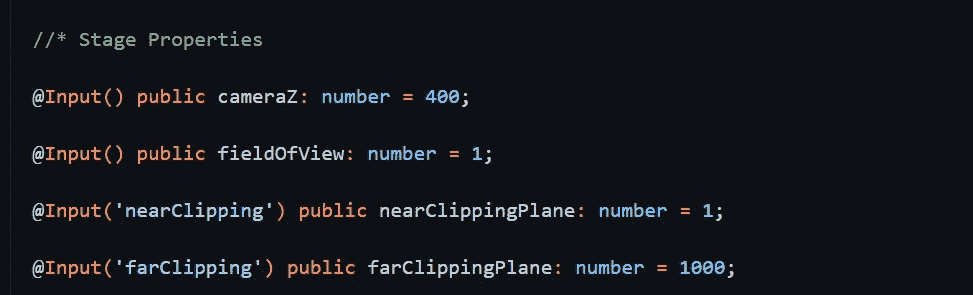 //* Stage Properties
@Input() public cameraZ: number = 400;
@Input() public fieldOfView: number = 1;
@Input('nearClipping') public nearClippingPlane: number = 1;
@Input('farClipping') public farClippingPlane: number = 1000;